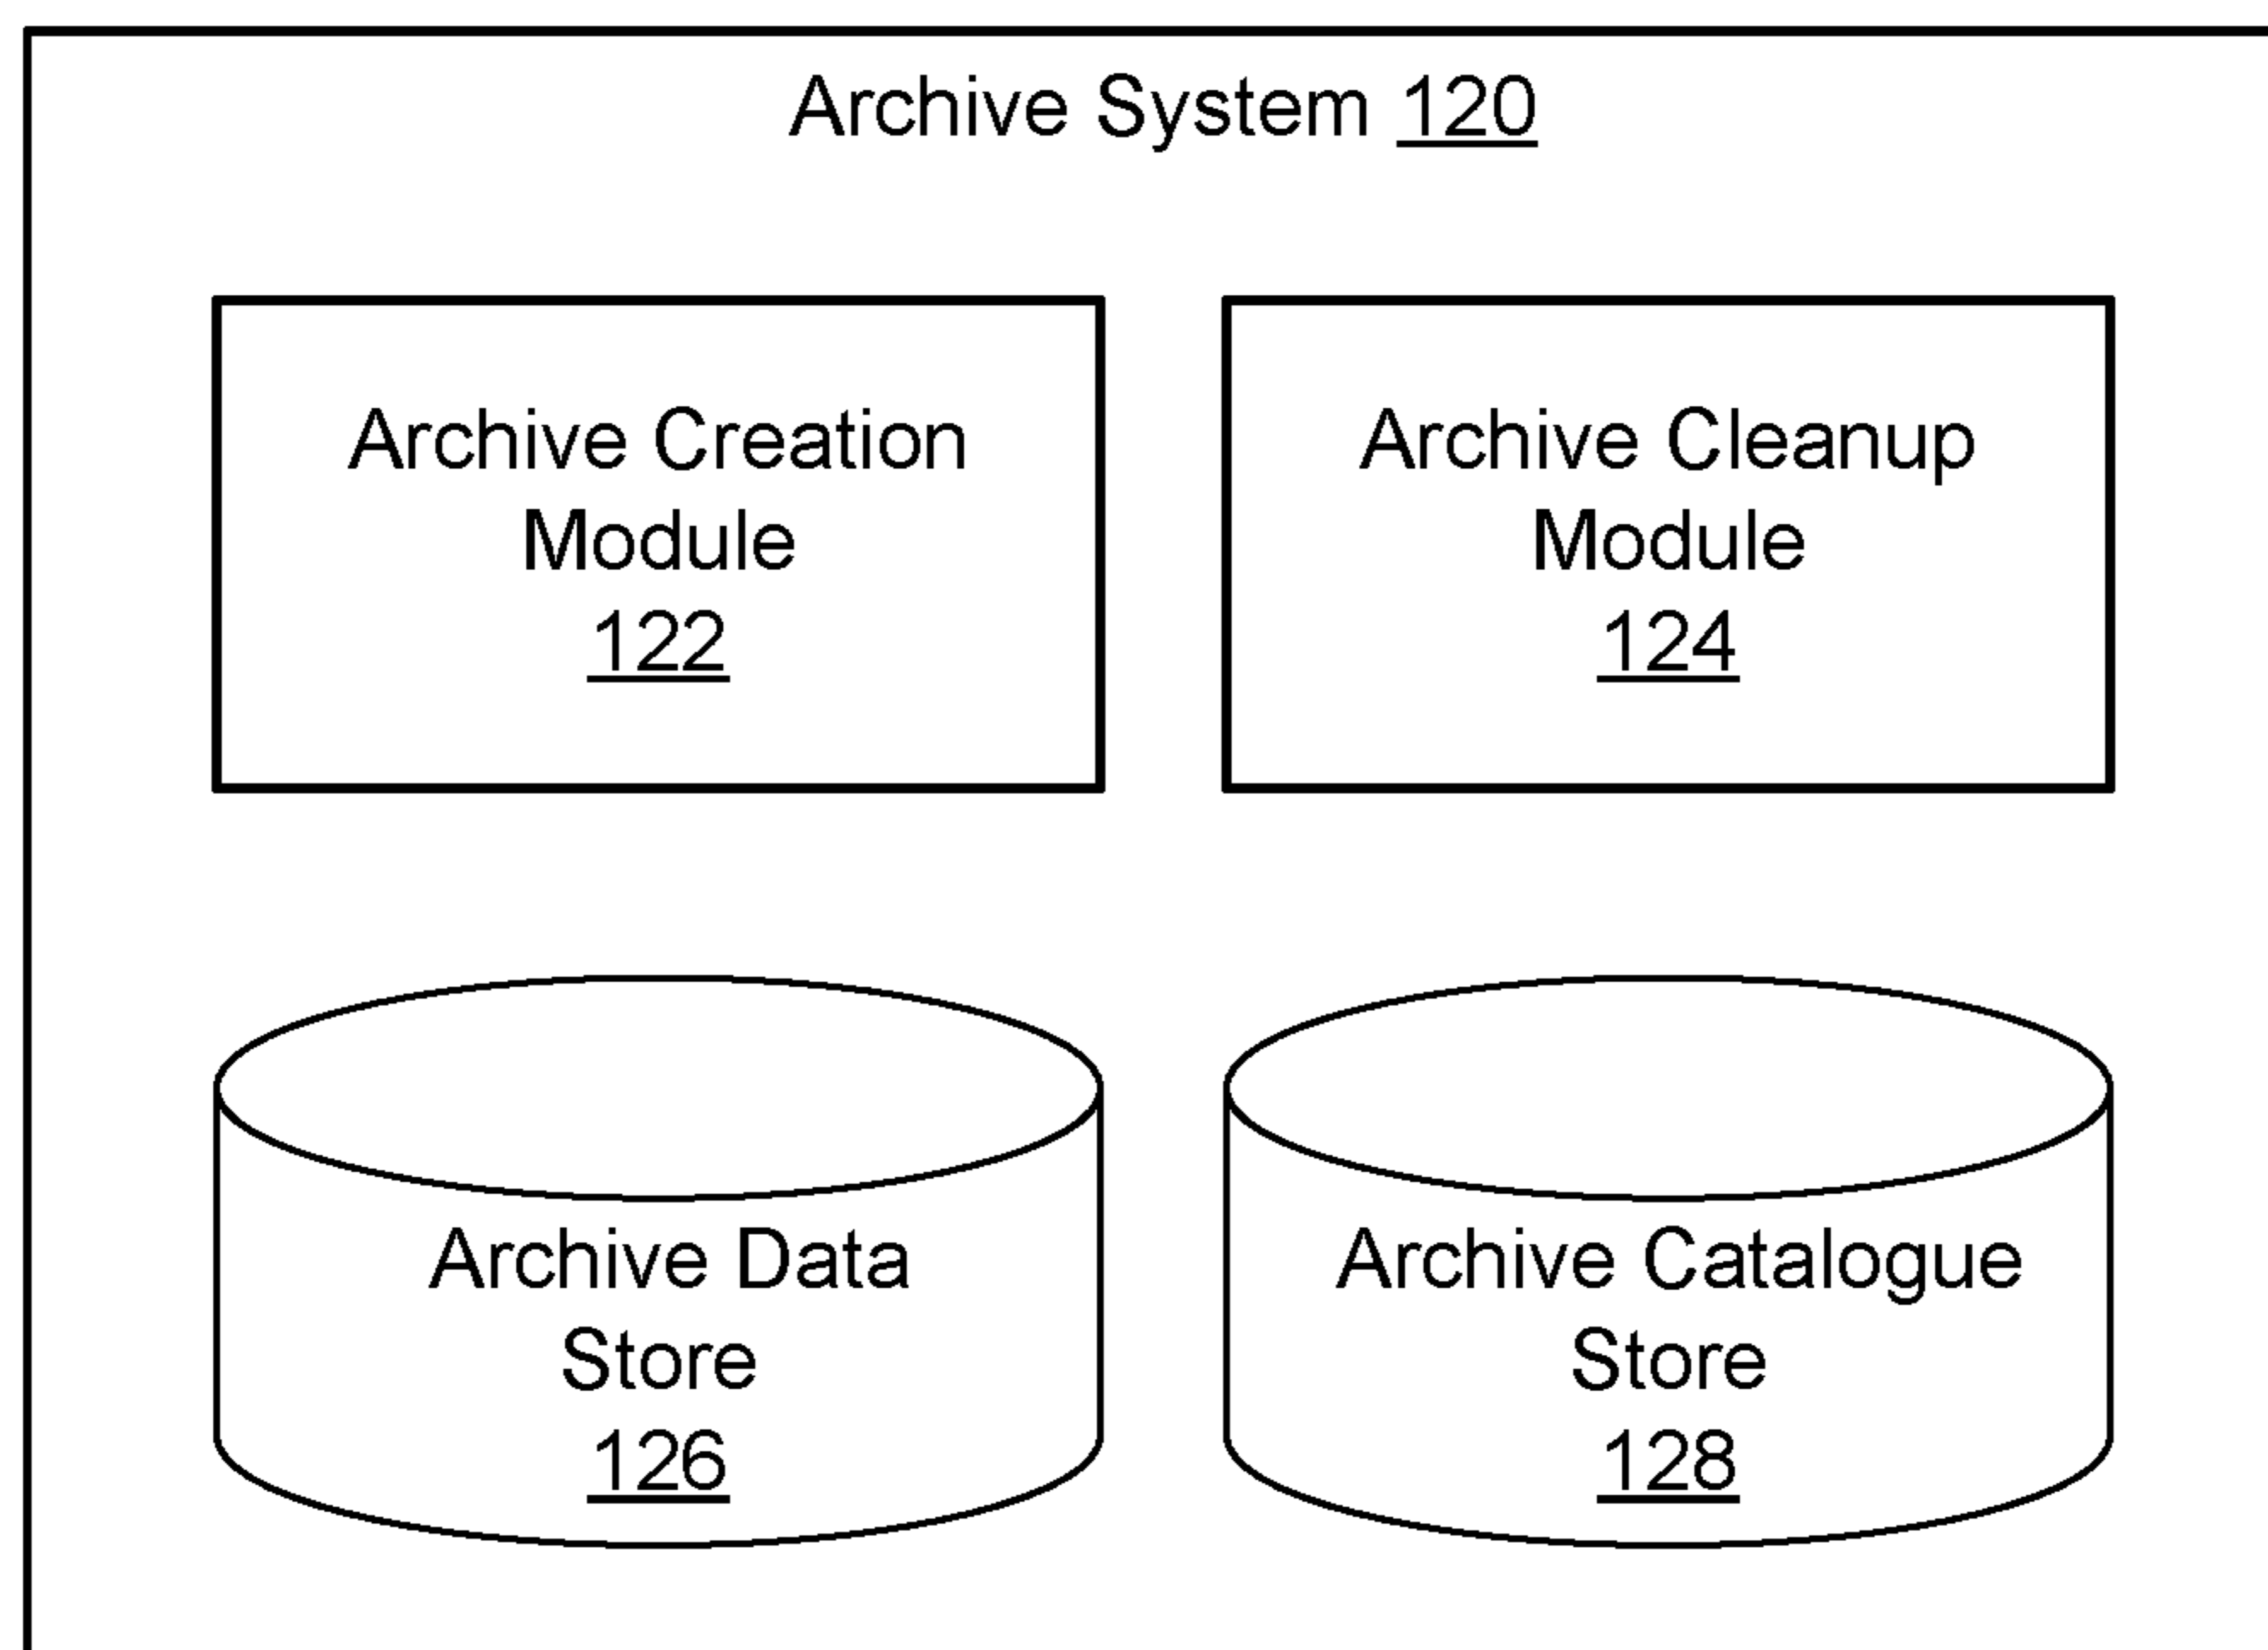 Archive System 120
Archive Creation
Module
122
Archive Cleanup
Module
124
Archive Data
Store
126
Archive Catalogue
Store
128